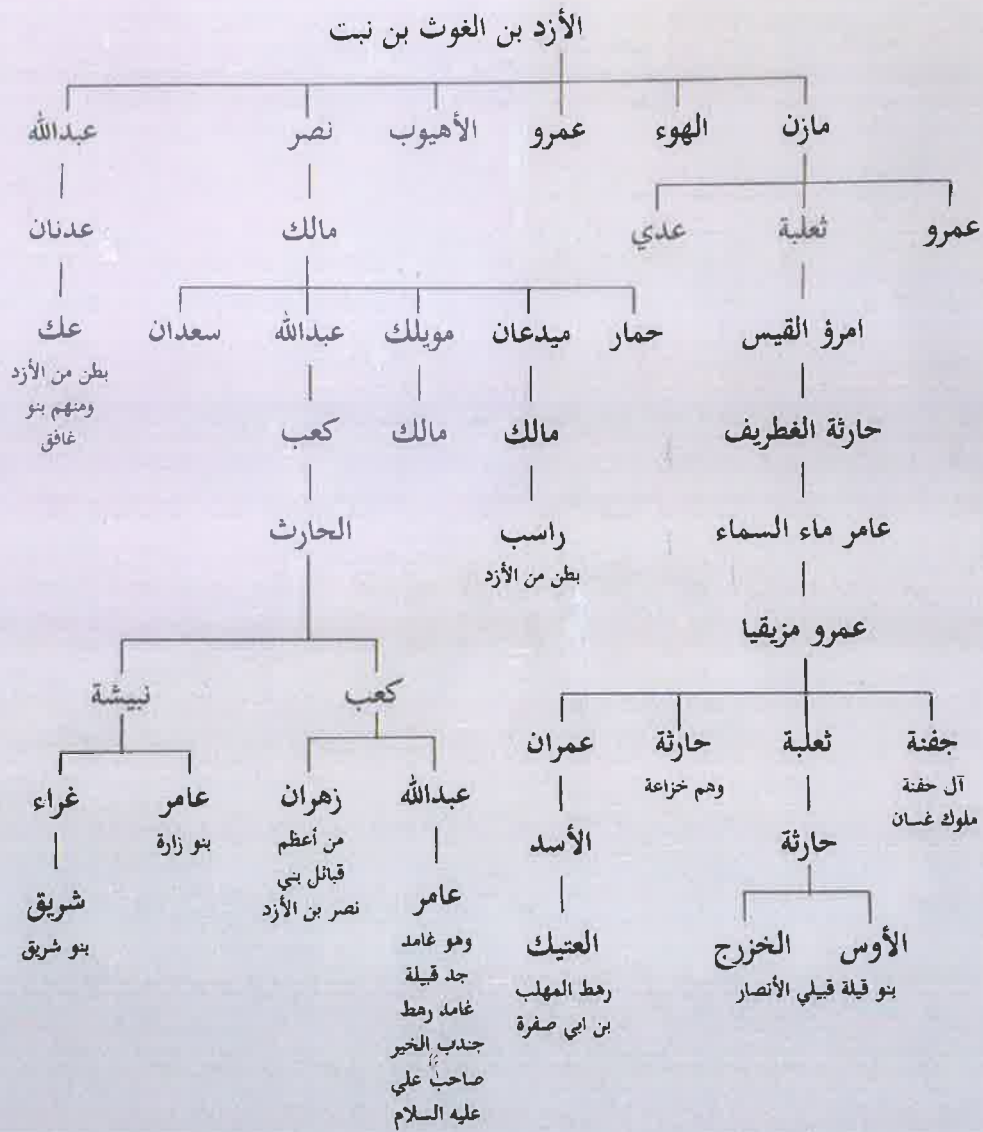 الأزد بن الغوث بن نبت
مازن الهوء عمرو الأهيوب نصر عبدالله
عمرو ثعلبة عدي مالك عدنان
امرؤ القيس حمار ميدعان مويلك عبدالله سعدان عك
بطن من الأزد
ومنهم بنو
غافق
حارثة الغطريف مالك مالك كعب
عامر ماء السماء راسب الحارث
بطن من الأزد
عمرو مزيقيا
كعب نبيشة
جفنة ثعلبة حارثة عمران عبدالله زهران عامر غراء
آل حفنة
ملوك غسان
وهم خزاعة
من أعظم
قبائل بني
نصر بن الأزد
بنو زارة
حارثة الأسد عامر شريق
وهو غامد
جد قبيلة
غامد رهط
جندب الخير
صاحب علي
عليه السلام
بنو شريق
الأوس الخزرج العتيك
بنو قيلة قبيلي الأنصار
رهط المهلب
بن ابي صفرة